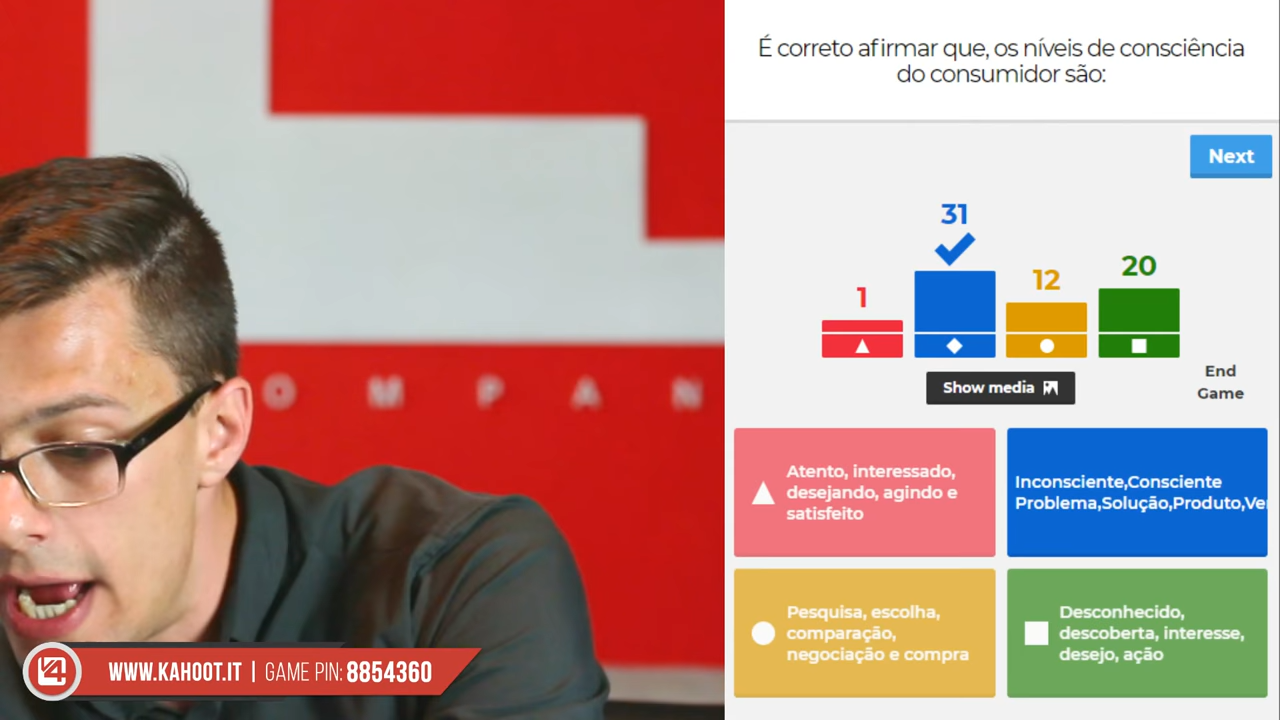 É correto afirmar que, os níveis de consciência
do consumidor são:
Next
31
1
12
20
Show media
End
Game
Atento, interessado,
desejando, agindo e
satisfeito
Inconsciente,Consciente
Problema,Solução,Produto,Ve
Pesquisa, escolha,
comparação,
negociação e compra
Desconhecido,
descoberta, interesse,
desejo, ação
O M P A N
WWW.KAHOOT.IT | GAME PIN: 8854360